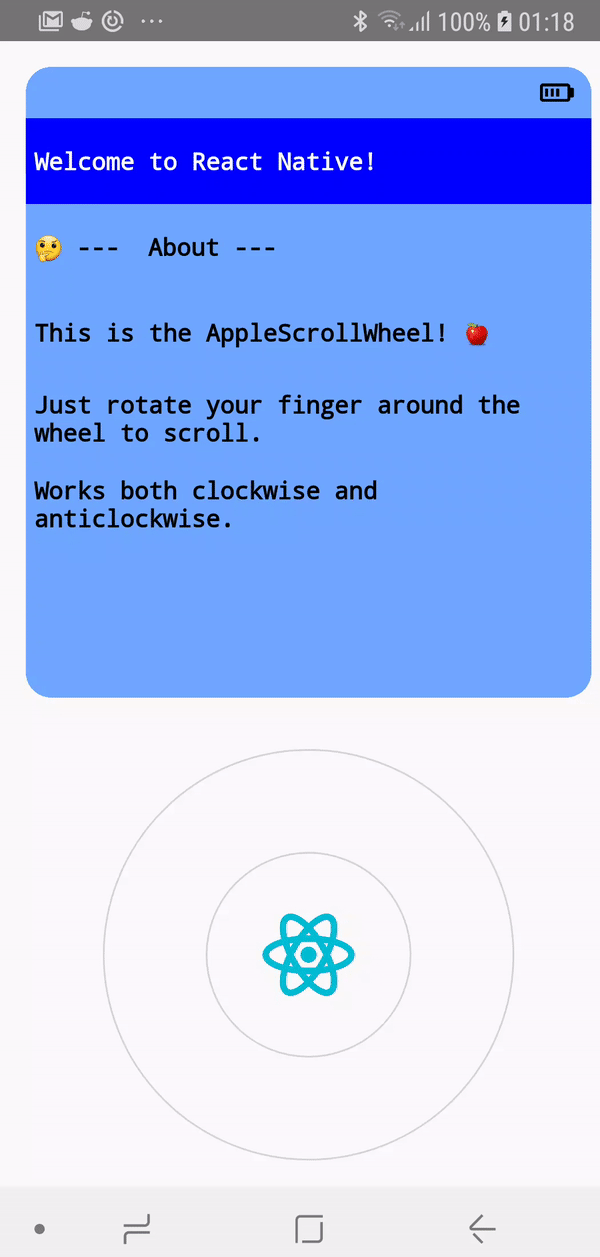 100% 01:18
Welcome to React Native!
🤔 ---  About ---
This is the AppleScrollWheel! 🍎
Just rotate your finger around the
wheel to scroll.
Works both clockwise and
anticlockwise.